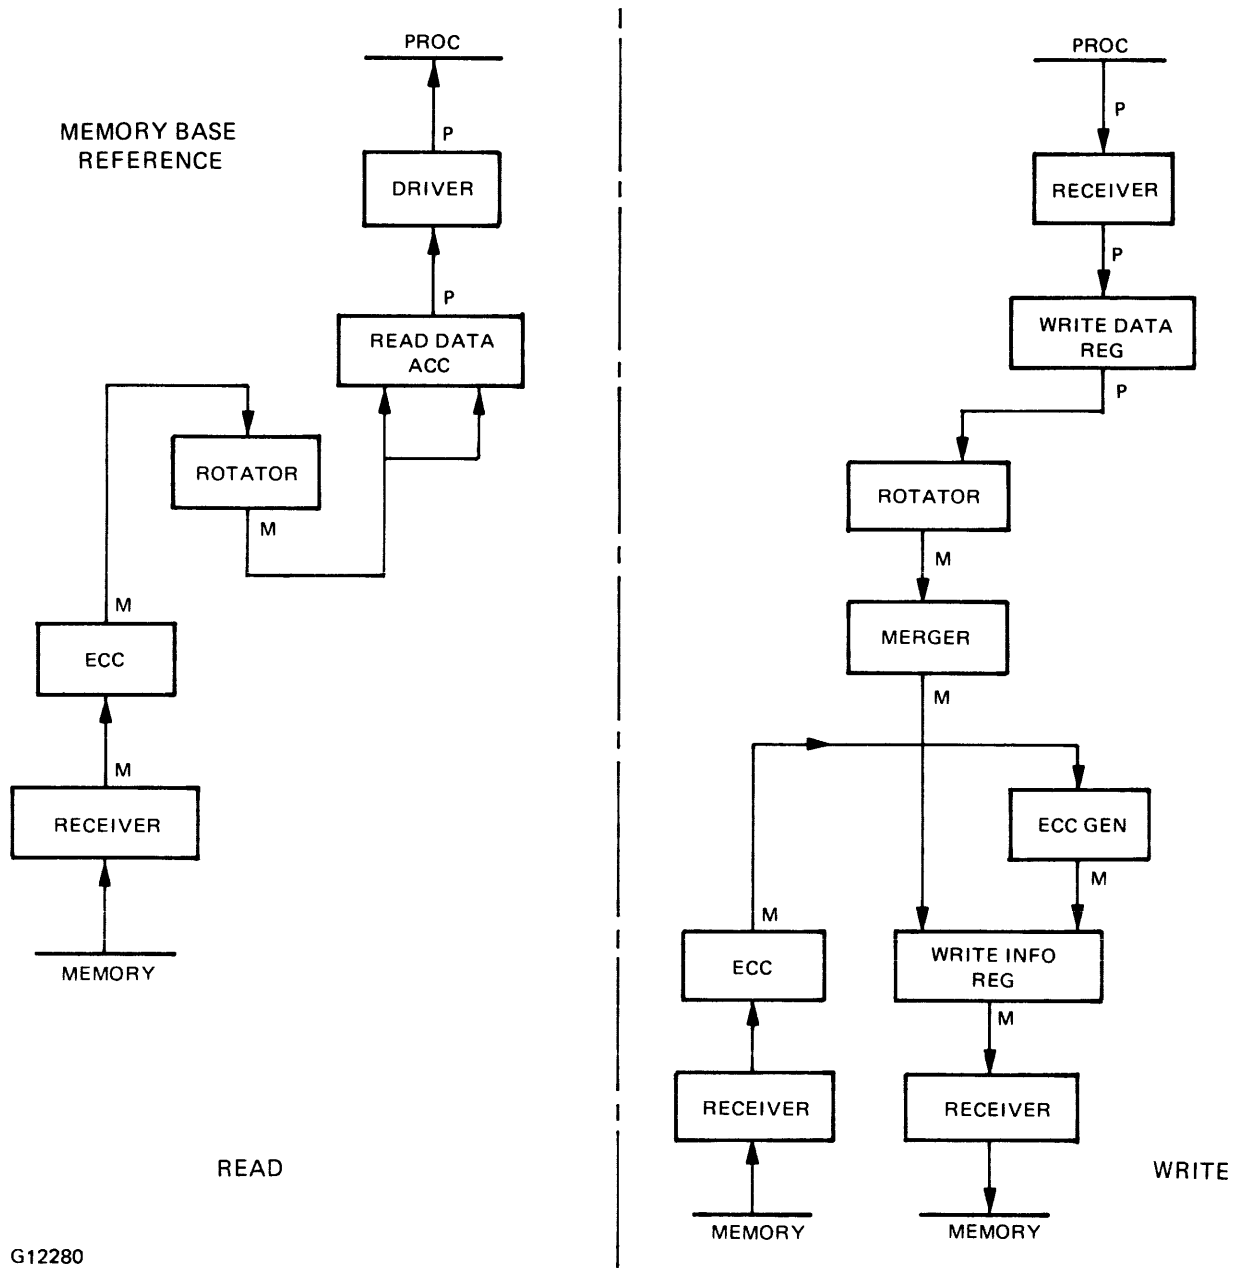 MEMORY BASE
REFERENCE
PROC
P
DRIVER
P
READ DATA
ACC
ROTATOR
M
M
ECC
M
RECEIVER
MEMORY
READ
G12280
PROC
P
RECEIVER
P
WRITE DATA
REG
P
ROTATOR
M
MERGER
M
ECC GEN
M
M
ECC
WRITE INFO
REG
M
RECEIVER
RECEIVER
MEMORY
MEMORY
WRITE